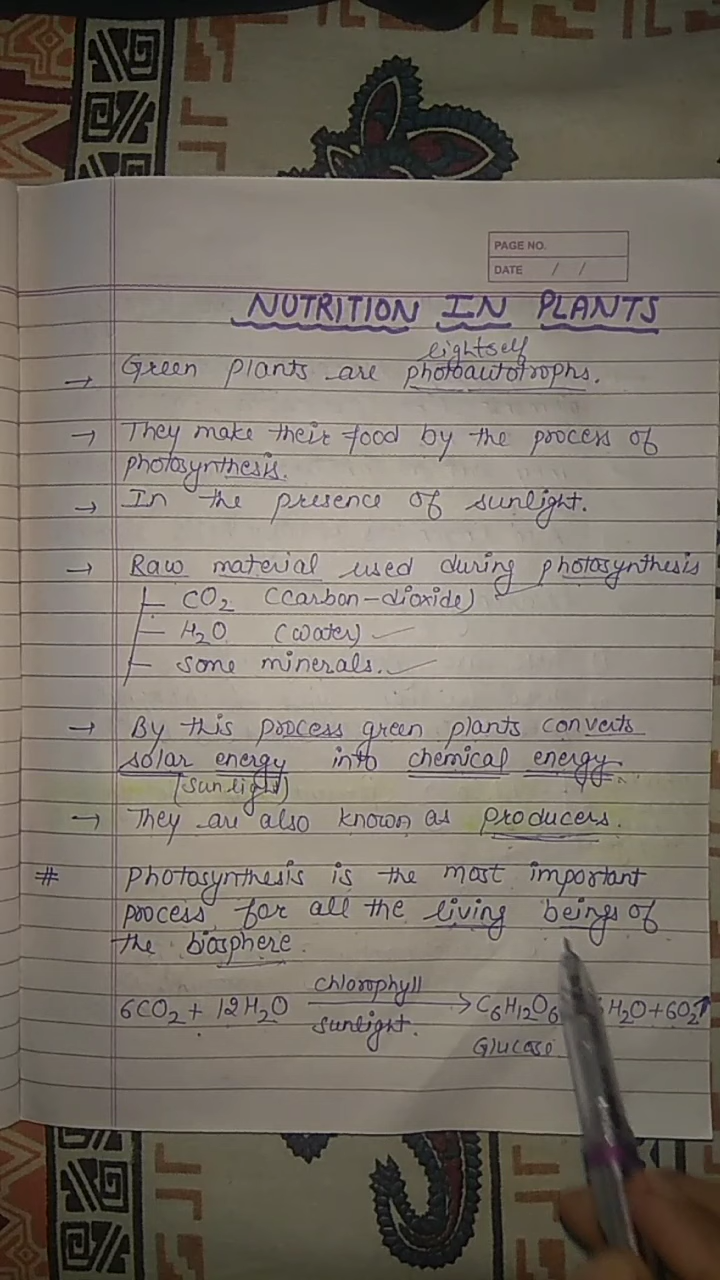 PAGE NO.
DATE / /
NUTRITION IN PLANTS
light self
→ Green plants are photoautotrophs.
→ They make their food by the process of
photosynthesis.
→ In the presence of sunlight.
→ Raw material used during photosynthesis
CO2 (carbon-dioxide)
H2O (water)
some minerals.
→ By this process green plants converts
solar energy into chemical energy.
(sunlight)
→ They are also known as producers.
# Photosynthesis is the most important
process for all the living beings of
the biosphere.
chlorophyll
6CO2 + 12H2O → C6H12O6 H2O + 6O2↑
sunlight.
Glucose